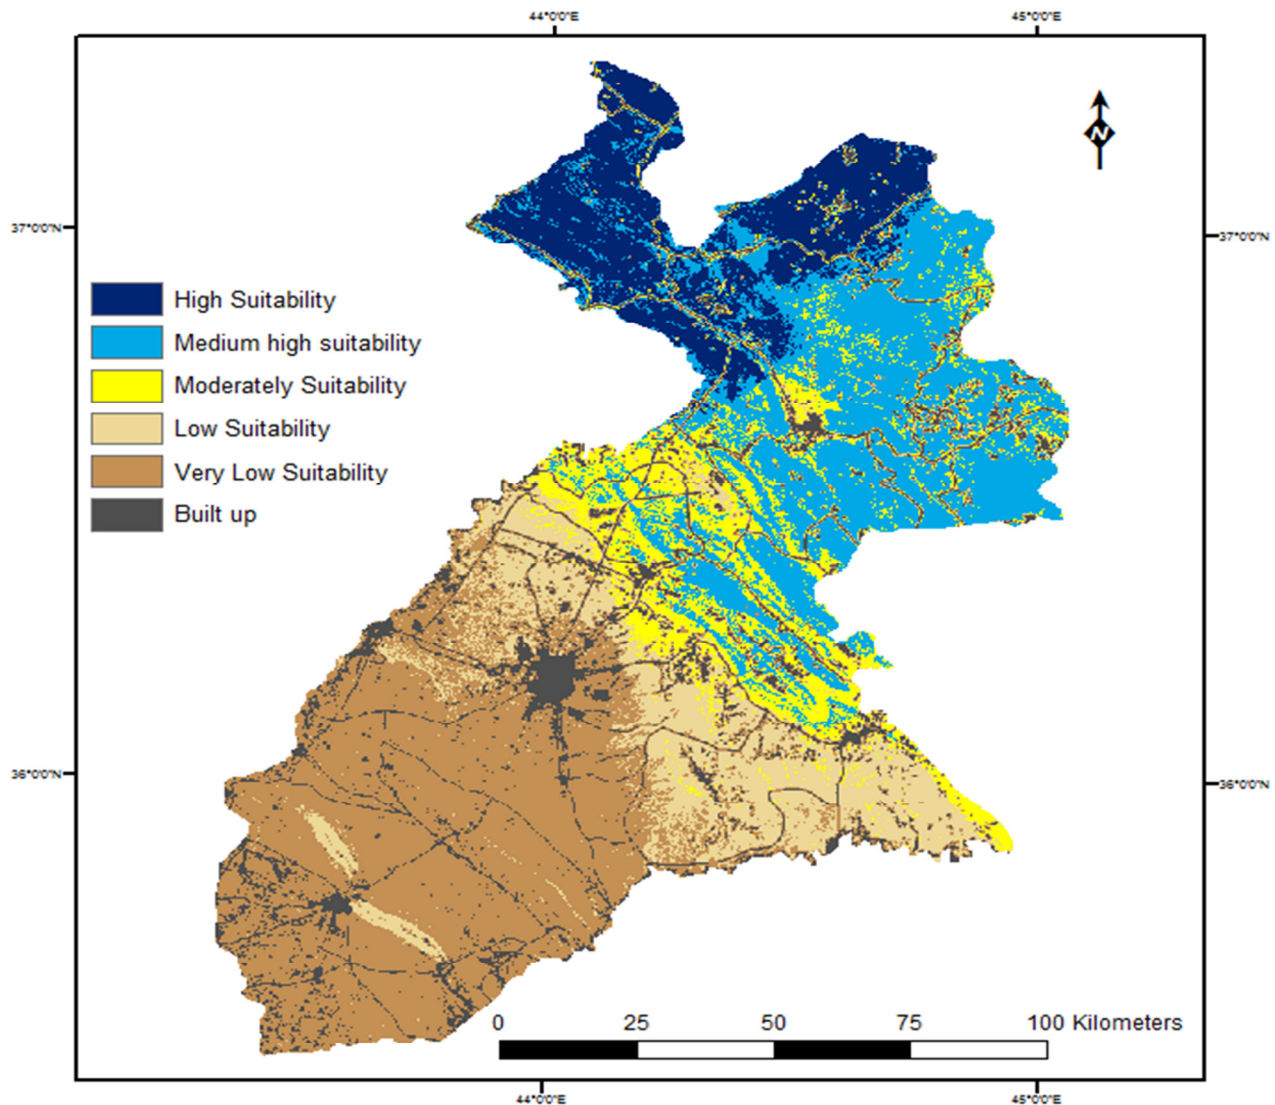 44°0'0"E 45°0'0"E
N
37°0'0"N 37°0'0"N
High Suitability
Medium high suitability
Moderately Suitability
Low Suitability
Very Low Suitability
Built up
36°0'0"N 36°0'0"N
0 25 50 75 100 Kilometers
44°0'0"E 45°0'0"E